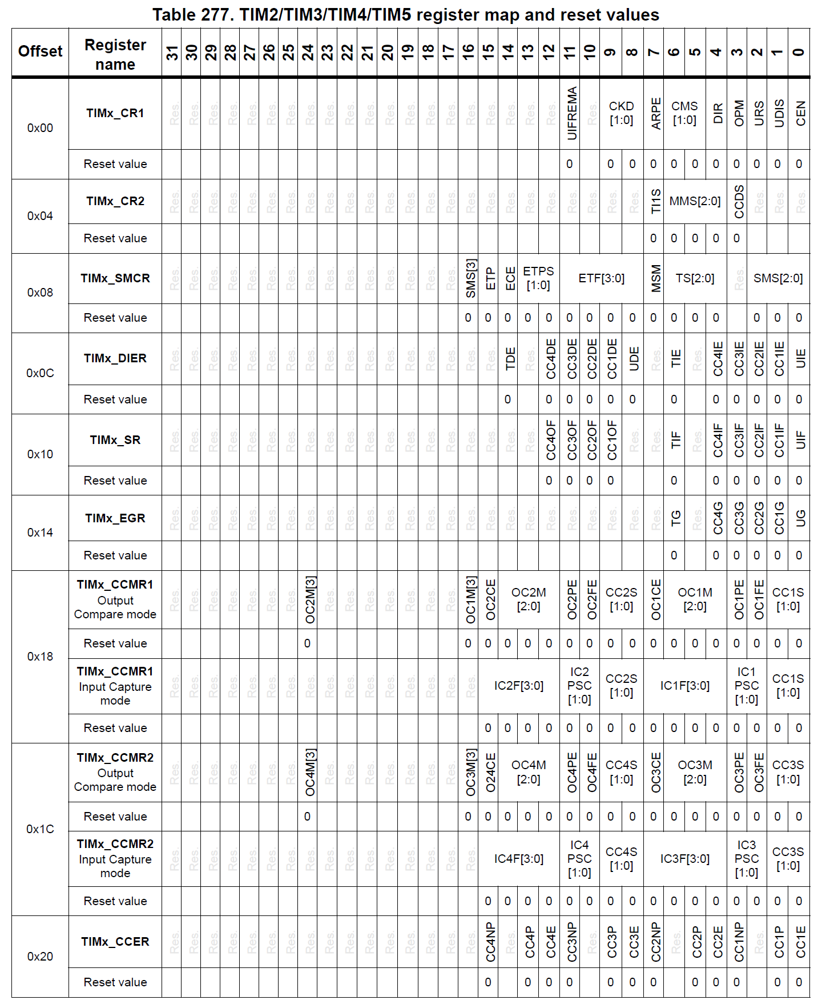 Table 277. TIM2/TIM3/TIM4/TIM5 register map and reset values
Offset Register name 31 30 29 28 27 26 25 24 23 22 21 20 19 18 17 16 15 14 13 12 11 10 9 8 7 6 5 4 3 2 1 0
0x00 TIMx_CR1 Res. Res. Res. Res. Res. Res. Res. Res. Res. Res. Res. Res. Res. Res. Res. Res. Res. Res. Res. Res. UIFREMA Res. CKD [1:0] ARPE CMS [1:0] DIR OPM URS UDIS CEN
Reset value 0 0 0 0 0 0 0 0 0 0 0
0x04 TIMx_CR2 Res. Res. Res. Res. Res. Res. Res. Res. Res. Res. Res. Res. Res. Res. Res. Res. Res. Res. Res. Res. Res. Res. Res. Res. TI1S MMS[2:0] CCDS Res. Res. Res.
Reset value 0 0 0 0 0
0x08 TIMx_SMCR Res. Res. Res. Res. Res. Res. Res. Res. Res. Res. Res. Res. Res. Res. Res. SMS[3] ETP ECE ETPS [1:0] ETF[3:0] MSM TS[2:0] Res. SMS[2:0]
Reset value 0 0 0 0 0 0 0 0 0 0 0 0 0 0 0 0
0x0C TIMx_DIER Res. Res. Res. Res. Res. Res. Res. Res. Res. Res. Res. Res. Res. Res. Res. Res. Res. TDE Res. CC4DE CC3DE CC2DE CC1DE UDE Res. TIE Res. CC4IE CC3IE CC2IE CC1IE UIE
Reset value 0 0 0 0 0 0 0 0 0 0 0 0
0x10 TIMx_SR Res. Res. Res. Res. Res. Res. Res. Res. Res. Res. Res. Res. Res. Res. Res. Res. Res. Res. Res. CC4OF CC3OF CC2OF CC1OF Res. Res. TIF Res. CC4IF CC3IF CC2IF CC1IF UIF
Reset value 0 0 0 0 0 0 0 0 0 0
0x14 TIMx_EGR Res. Res. Res. Res. Res. Res. Res. Res. Res. Res. Res. Res. Res. Res. Res. Res. Res. Res. Res. Res. Res. Res. Res. Res. Res. TG Res. CC4G CC3G CC2G CC1G UG
Reset value 0 0 0 0 0 0
0x18 TIMx_CCMR1 Output Compare mode Res. Res. Res. Res. Res. Res. Res. OC2M[3] Res. Res. Res. Res. Res. Res. Res. OC1M[3] OC2CE OC2M [2:0] OC2PE OC2FE CC2S [1:0] OC1CE OC1M [2:0] OC1PE OC1FE CC1S [1:0]
Reset value 0 0 0 0 0 0 0 0 0 0 0 0 0 0 0 0 0 0
TIMx_CCMR1 Input Capture mode Res. Res. Res. Res. Res. Res. Res. Res. Res. Res. Res. Res. Res. Res. Res. Res. IC2F[3:0] IC2 PSC [1:0] CC2S [1:0] IC1F[3:0] IC1 PSC [1:0] CC1S [1:0]
Reset value 0 0 0 0 0 0 0 0 0 0 0 0 0 0 0 0
0x1C TIMx_CCMR2 Output Compare mode Res. Res. Res. Res. Res. Res. Res. OC4M[3] Res. Res. Res. Res. Res. Res. Res. OC3M[3] O24CE OC4M [2:0] OC4PE OC4FE CC4S [1:0] OC3CE OC3M [2:0] OC3PE OC3FE CC3S [1:0]
Reset value 0 0 0 0 0 0 0 0 0 0 0 0 0 0 0 0 0 0
TIMx_CCMR2 Input Capture mode Res. Res. Res. Res. Res. Res. Res. Res. Res. Res. Res. Res. Res. Res. Res. Res. IC4F[3:0] IC4 PSC [1:0] CC4S [1:0] IC3F[3:0] IC3 PSC [1:0] CC3S [1:0]
Reset value 0 0 0 0 0 0 0 0 0 0 0 0 0 0 0 0
0x20 TIMx_CCER Res. Res. Res. Res. Res. Res. Res. Res. Res. Res. Res. Res. Res. Res. Res. Res. CC4NP Res. CC4P CC4E CC3NP Res. CC3P CC3E CC2NP Res. CC2P CC2E CC1NP Res. CC1P CC1E
Reset value 0 0 0 0 0 0 0 0 0 0 0 0